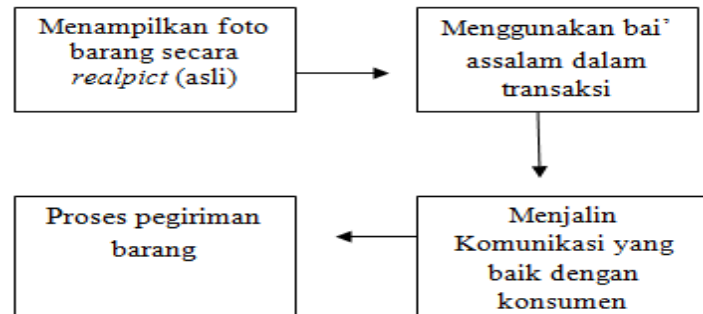 Menampilkan foto
barang secara
realpict (asli)
Menggunakan bai’
assalam dalam
transaksi
Menjalin
Komunikasi yang
baik dengan
konsumen
Proses pegiriman
barang